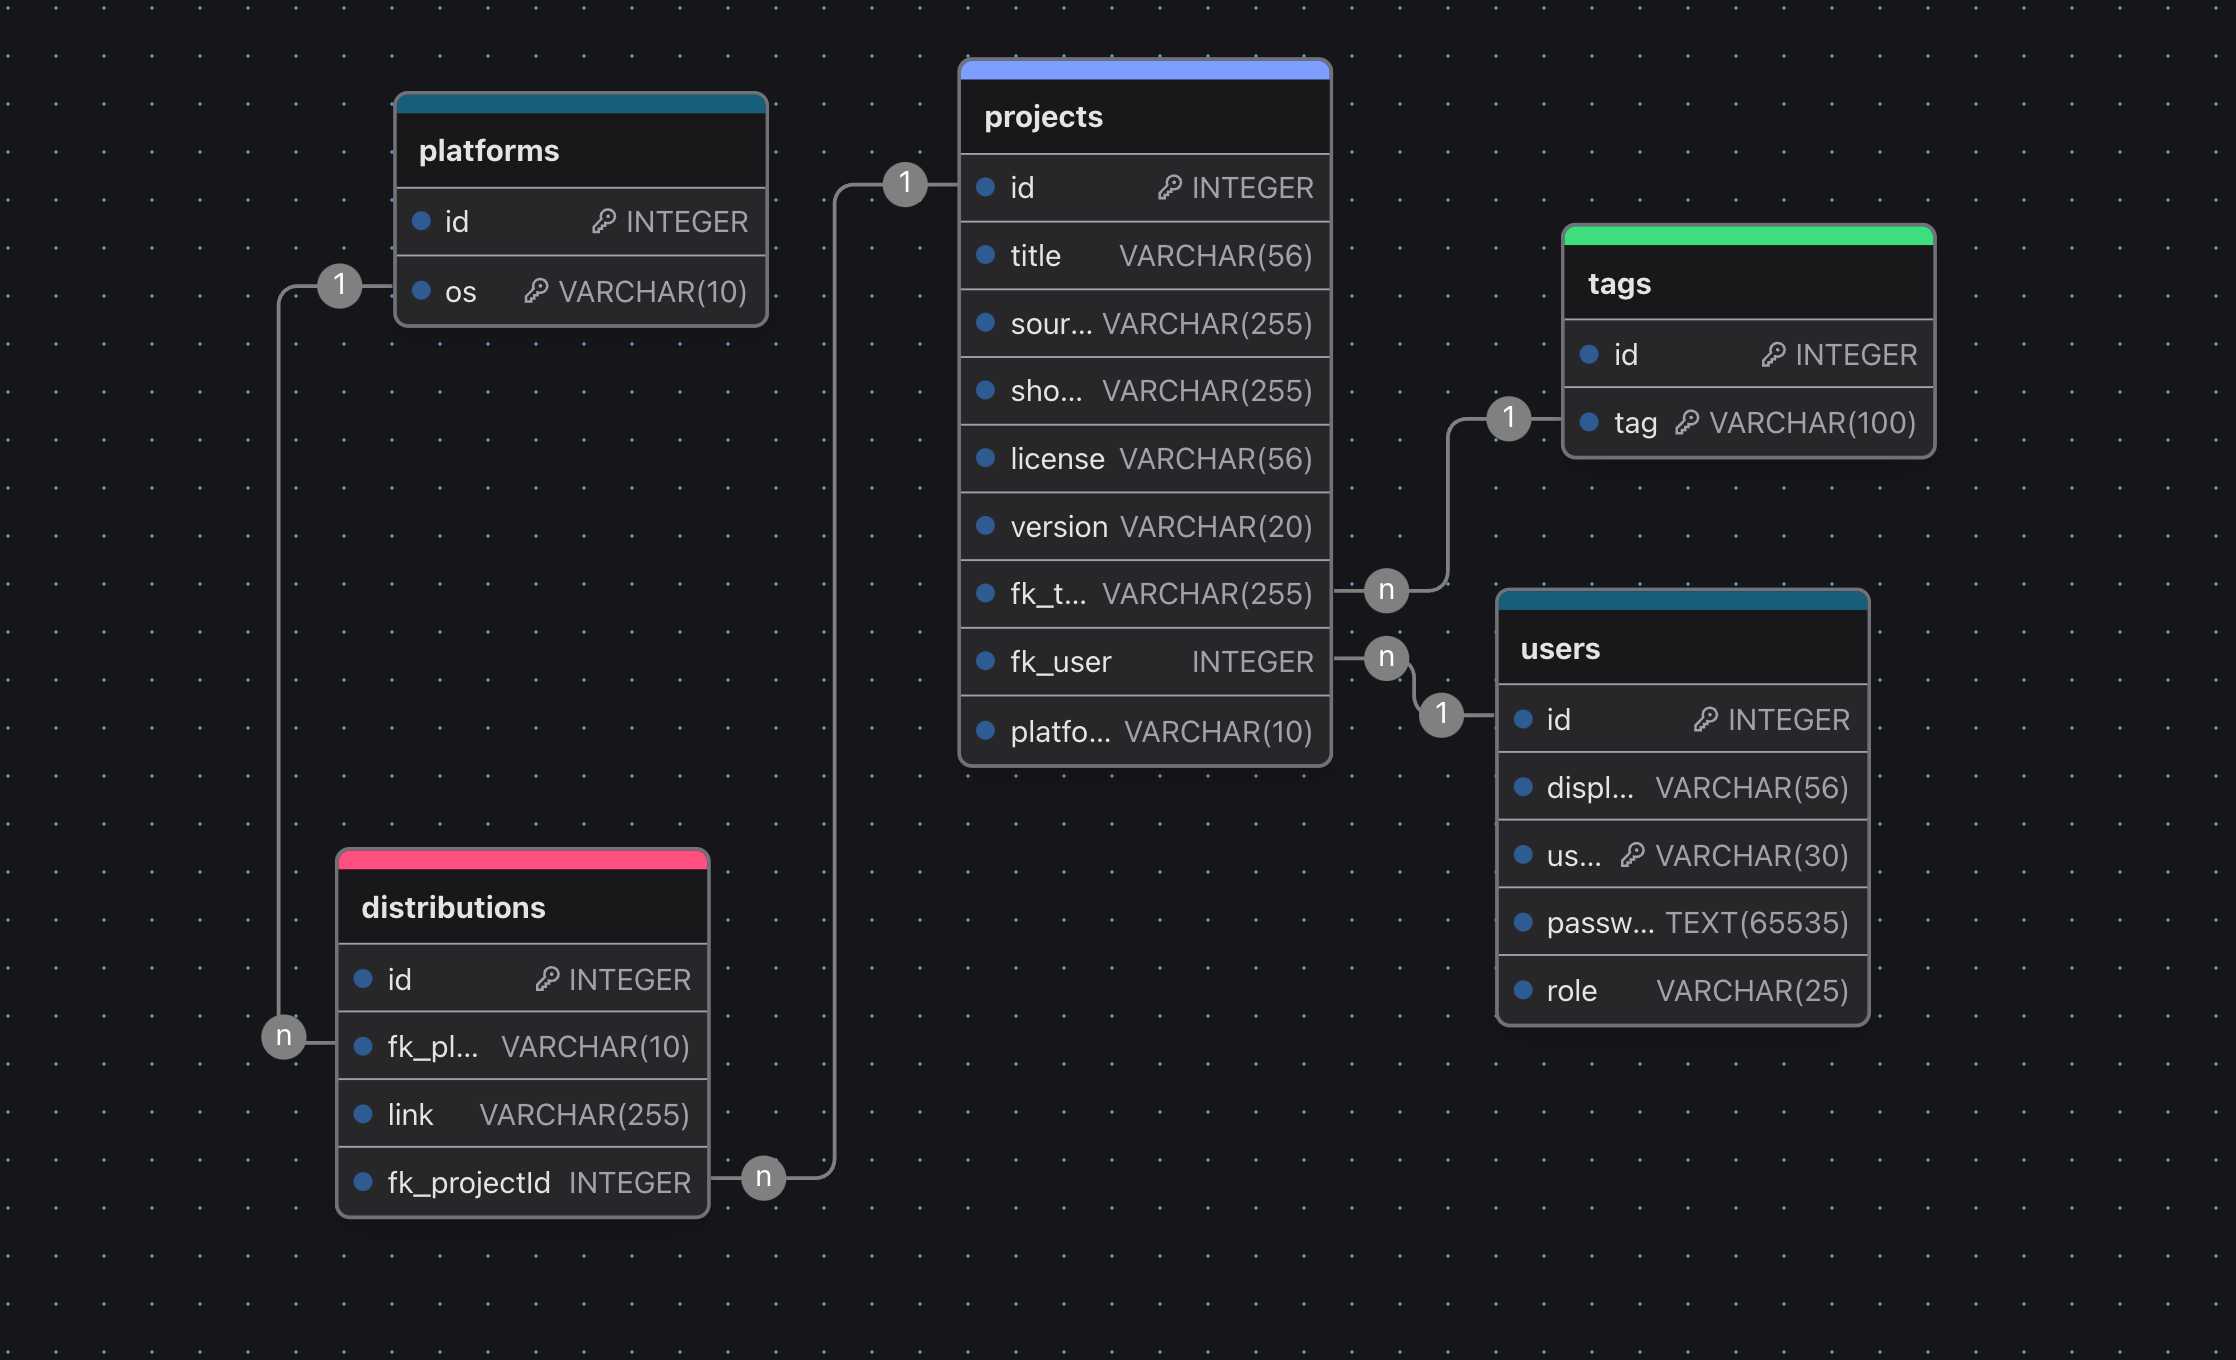 platforms
id INTEGER
os VARCHAR(10)
1
projects
id INTEGER
title VARCHAR(56)
sour... VARCHAR(255)
sho... VARCHAR(255)
license VARCHAR(56)
version VARCHAR(20)
fk_t... VARCHAR(255)
fk_user INTEGER
platfo... VARCHAR(10)
1
n
n
tags
id INTEGER
tag VARCHAR(100)
1
users
id INTEGER
displ... VARCHAR(56)
us... VARCHAR(30)
passw... TEXT(65535)
role VARCHAR(25)
1
distributions
id INTEGER
fk_pl... VARCHAR(10)
link VARCHAR(255)
fk_projectId INTEGER
n
n